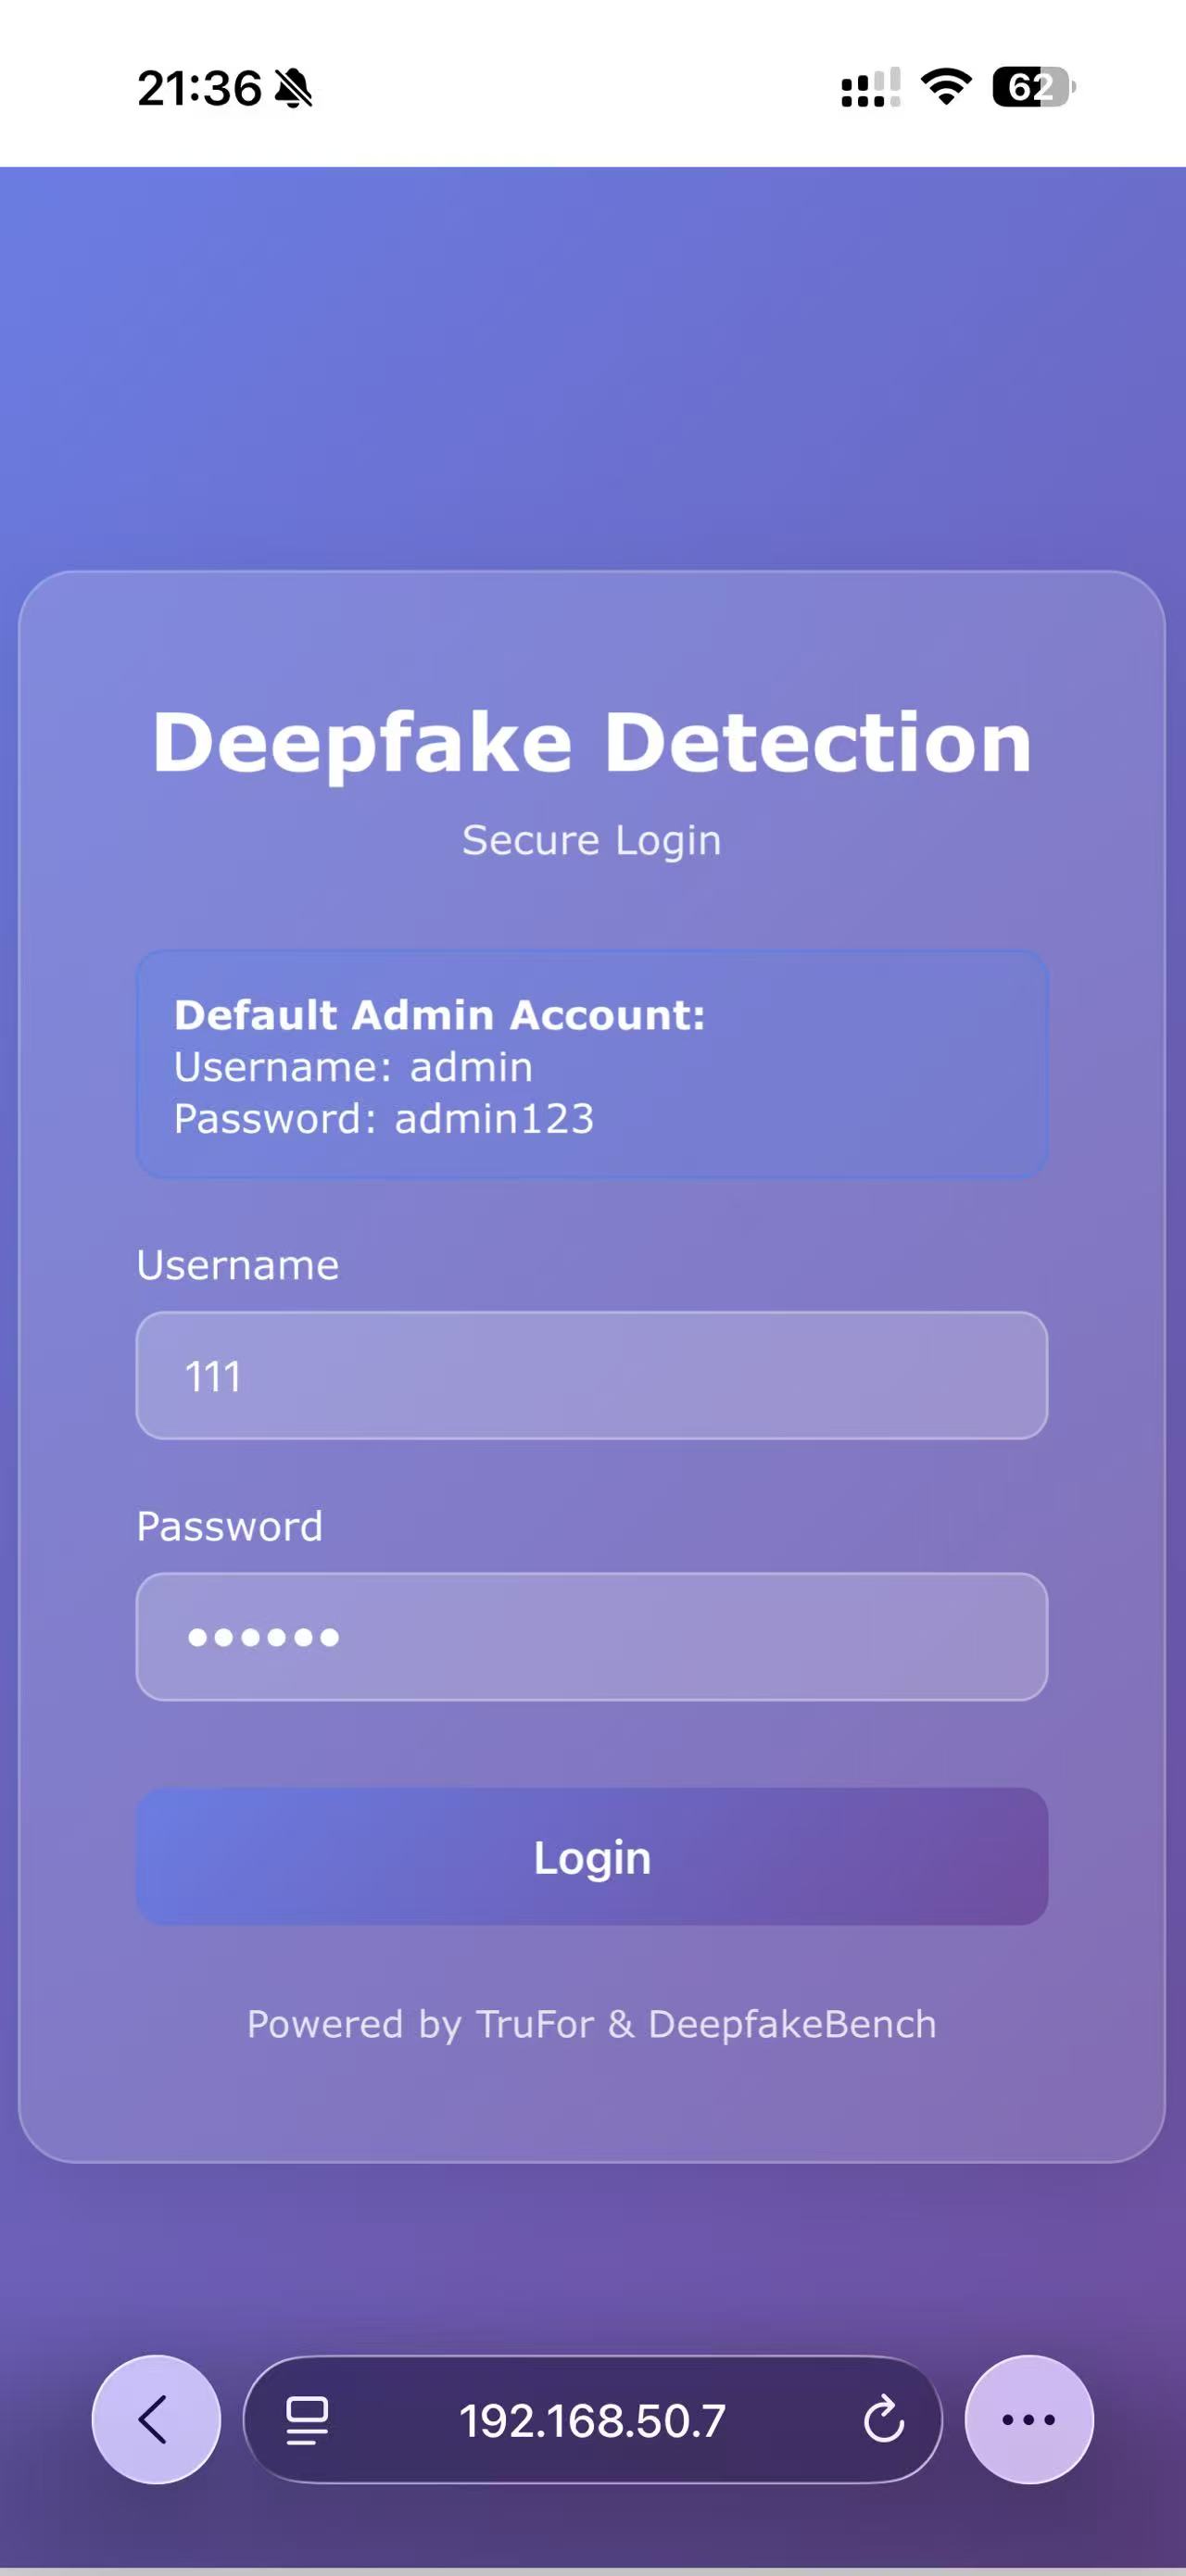 21:36
62
Deepfake Detection
Secure Login
Default Admin Account:
Username: admin
Password: admin123
Username
111
Password
••••••
Login
Powered by TruFor & DeepfakeBench
192.168.50.7